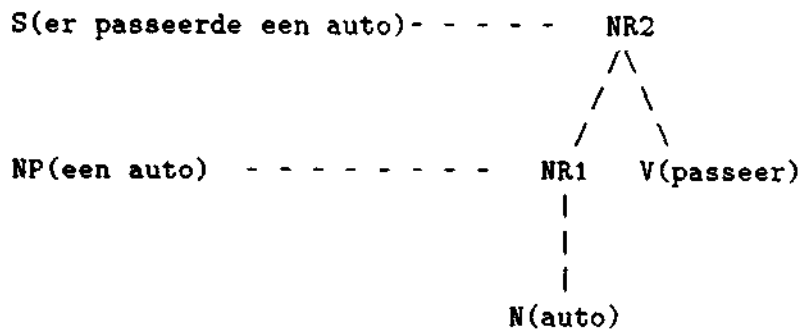 S(er passeerde een auto)- - - - - NR2
NP(een auto) - - - - - - - - NR1 V(passeer)
N(auto)